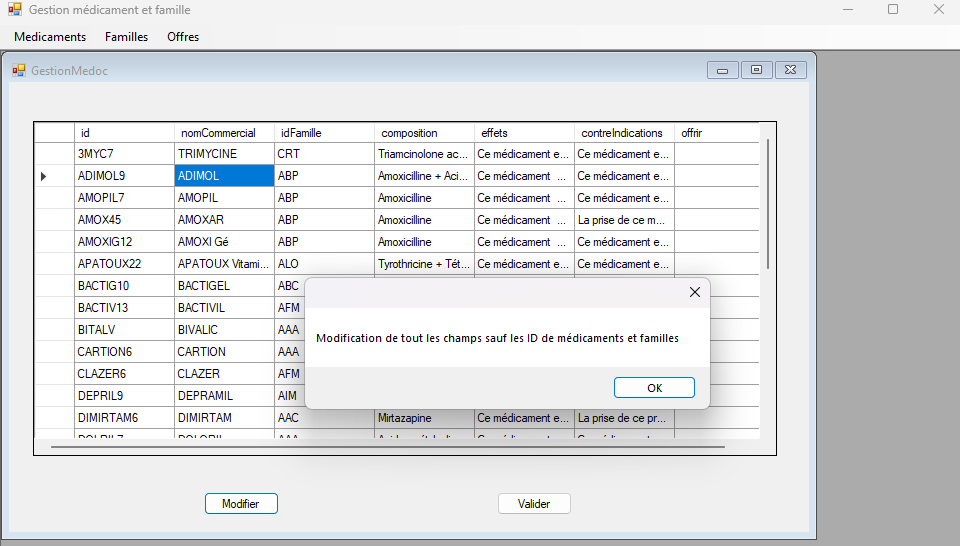 Gestion médicament et famille
Medicaments Familles Offres
GestionMedoc
id nomCommercial idFamille composition effets contreIndications offrir
3MYC7 TRIMYCINE CRT Triamcinolone ac... Ce médicament e... Ce médicament e...
ADIMOL9 ADIMOL ABP Amoxicilline + Aci... Ce médicament ... Ce médicament e...
AMOPIL7 AMOPIL ABP Amoxicilline Ce médicament ... Ce médicament e...
AMOX45 AMOXAR ABP Amoxicilline Ce médicament ... La prise de ce m...
AMOXIG12 AMOXI Gé ABP Amoxicilline Ce médicament ... Ce médicament e...
APATOUX22 APATOUX Vitami... ALO Tyrothricine + Tét... Ce médicament e... Ce médicament e...
BACTIG10 BACTIGEL ABC
BACTIV13 BACTIVIL AFM
BITALV BIVALIC AAA
CARTION6 CARTION AAA
CLAZER6 CLAZER AFM
DEPRIL9 DEPRAMIL AIM
DIMIRTAM6 DIMIRTAM AAC Mirtazapine Ce médicament e... La prise de ce pr...
DOLRIL7 DOLORIL AAA
Modification de tout les champs sauf les ID de médicaments et familles
OK
Modifier Valider